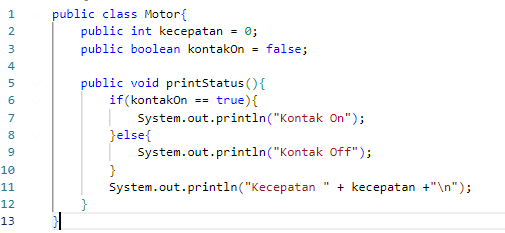 1 public class Motor{
2 public int kecepatan = 0;
3 public boolean kontakOn = false;
4
5 public void printStatus(){
6 if(kontakOn == true){
7 System.out.println("Kontak On");
8 }else{
9 System.out.println("Kontak Off");
10 }
11 System.out.println("Kecepatan " + kecepatan +"\n");
12 }
13 }